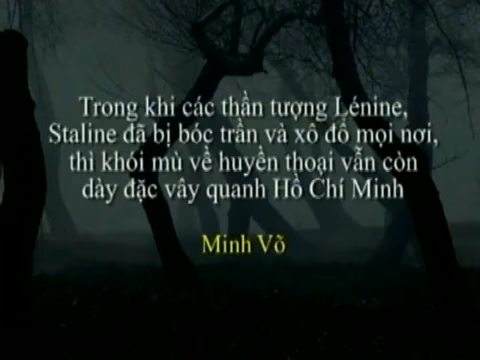 Trong khi các thần tượng Lénine,
Staline đã bị bóc trần và xô đổ mọi nơi,
thì khói mù về huyền thoại vẫn còn
dày đặc vây quanh Hồ Chí Minh
Minh Võ